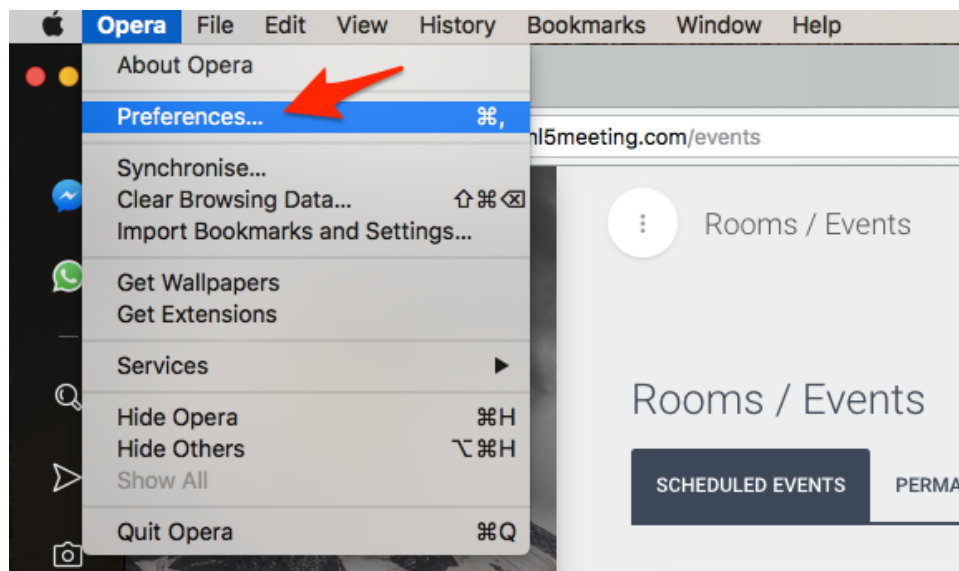 Opera File Edit View History Bookmarks Window Help
About Opera
Preferences... ⌘,
nl5meeting.com/events
Synchronise...
Clear Browsing Data... ⇧⌘⌫
Import Bookmarks and Settings...
Rooms / Events
Get Wallpapers
Get Extensions
Services ▶
Rooms / Events
Hide Opera ⌘H
Hide Others ⌥⌘H
Show All
SCHEDULED EVENTS PERMA
Quit Opera ⌘Q